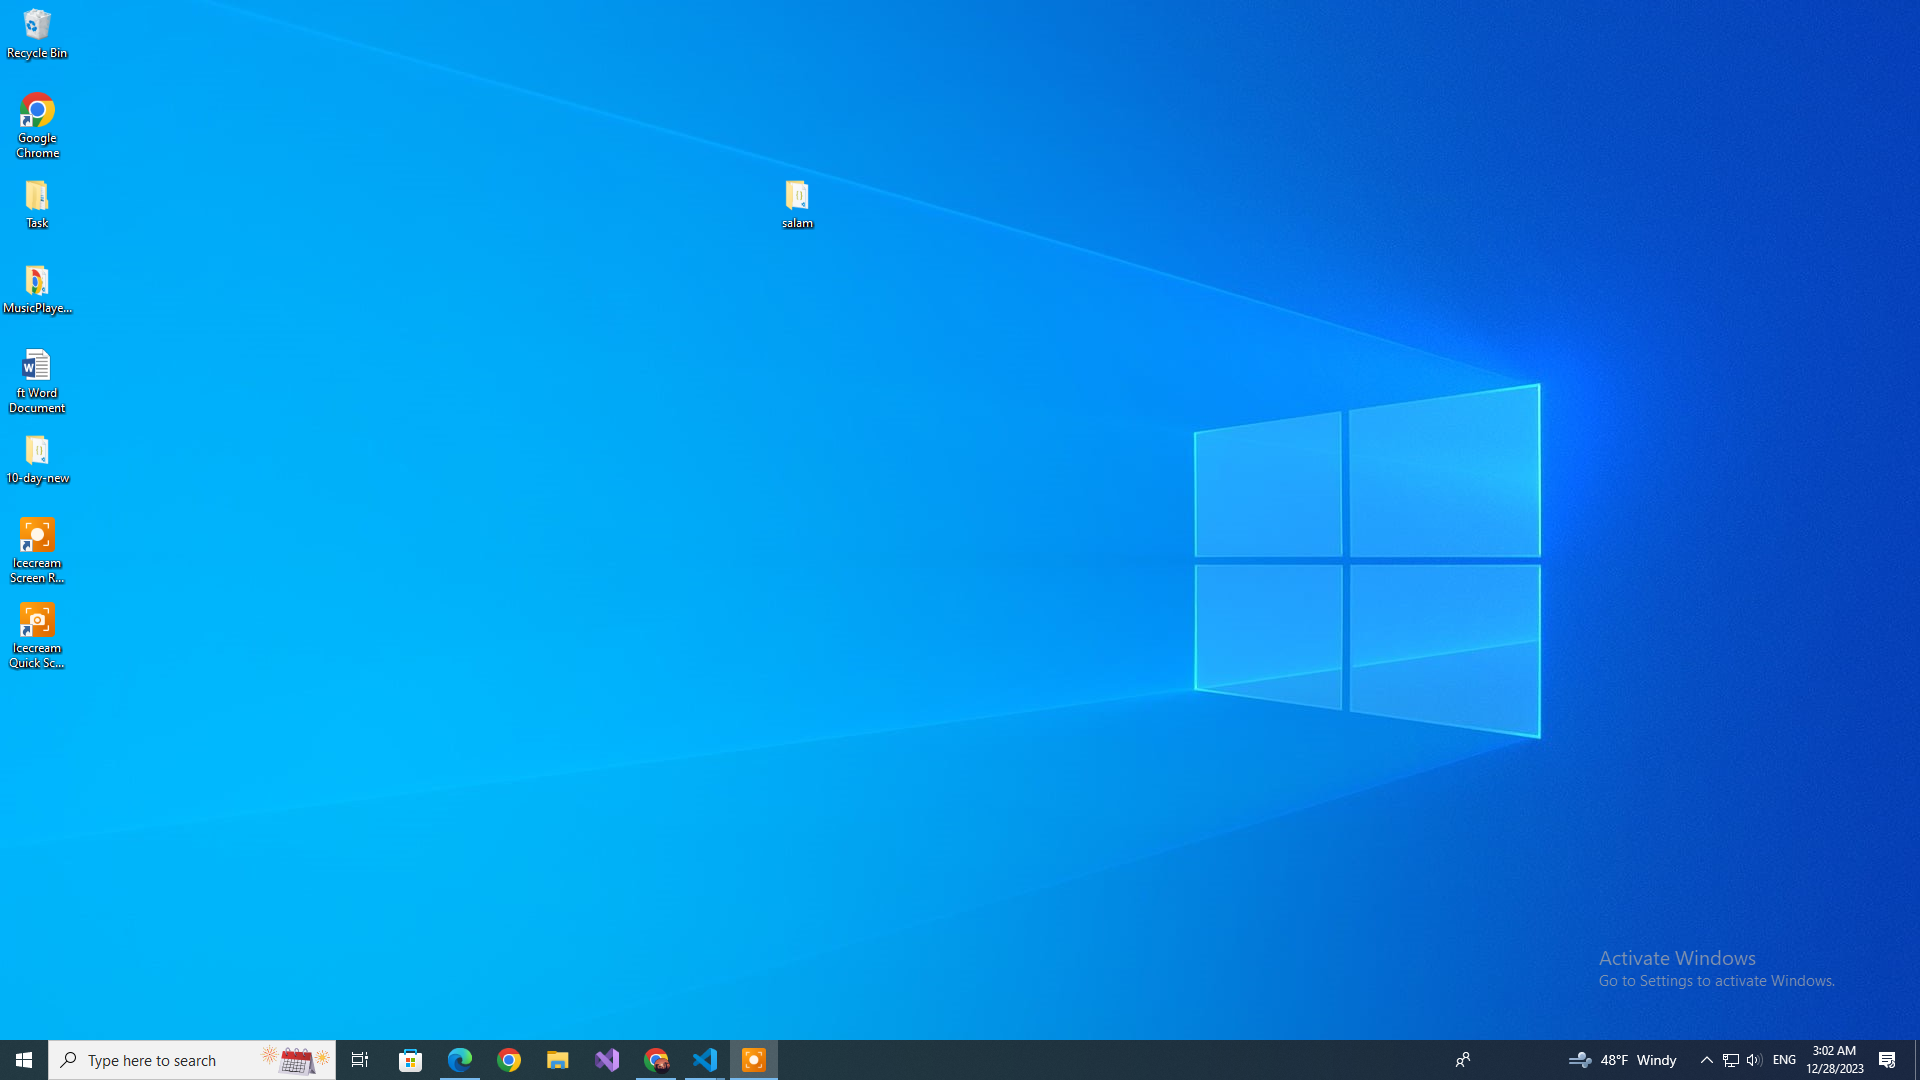 Recycle Bin
Google
Chrome
Task
salam
MusicPlaye...
ft Word
Document
10-day-new
Icecream
Screen R...
Icecream
Quick Sc...
Activate Windows
Go to Settings to activate Windows.
Type here to search
48°F Windy
ENG
3:02 AM
12/28/2023